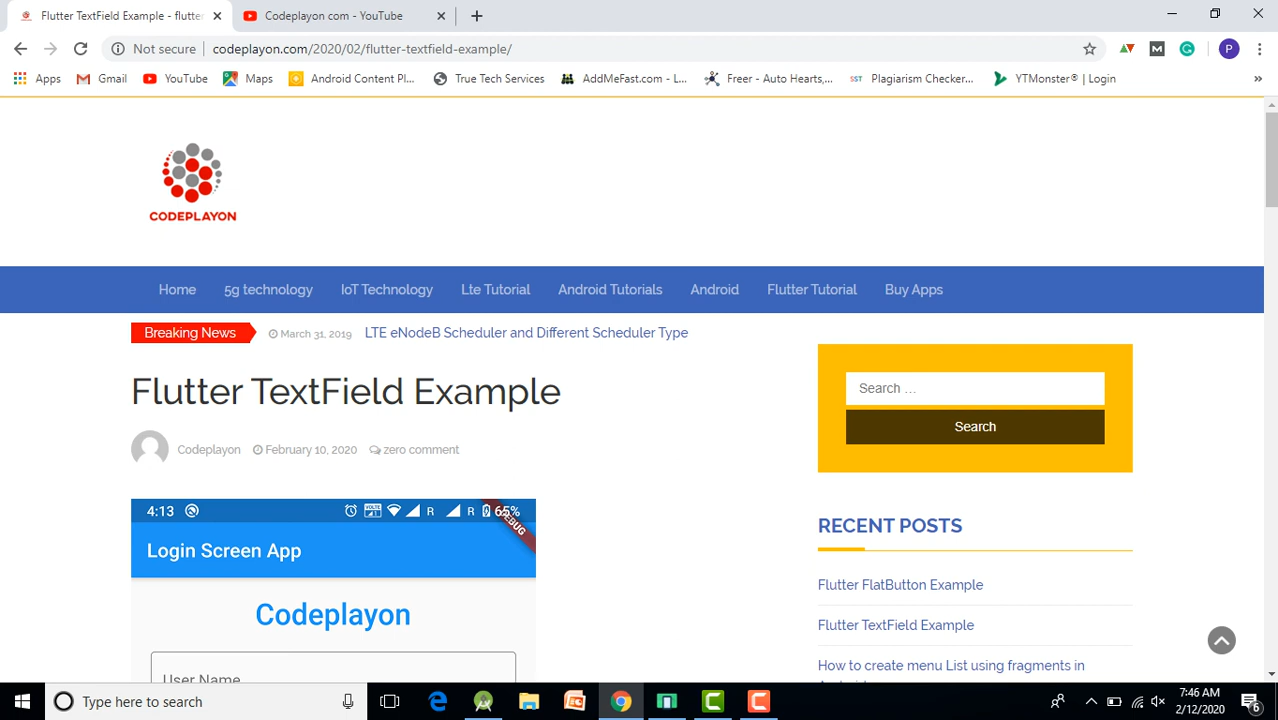 Flutter TextField Example - flutter
Codeplayon com - YouTube
Not secure | codeplayon.com/2020/02/flutter-textfield-example/
P
Apps Gmail YouTube Maps Android Content Pl... True Tech Services AddMeFast.com - L... Freer - Auto Hearts,... SST Plagiarism Checker... YTMonster® | Login »
CODEPLAYON
Home 5g technology IoT Technology Lte Tutorial Android Tutorials Android Flutter Tutorial Buy Apps
Breaking News March 31, 2019 LTE eNodeB Scheduler and Different Scheduler Type
Flutter TextField Example
Codeplayon February 10, 2020 zero comment
4:13 VOLTE R R 65%
DEBUG
Login Screen App
Codeplayon
User Name
Search ...
Search
RECENT POSTS
Flutter FlatButton Example
Flutter TextField Example
How to create menu List using fragments in
Type here to search
7:46 AM
2/12/2020
6